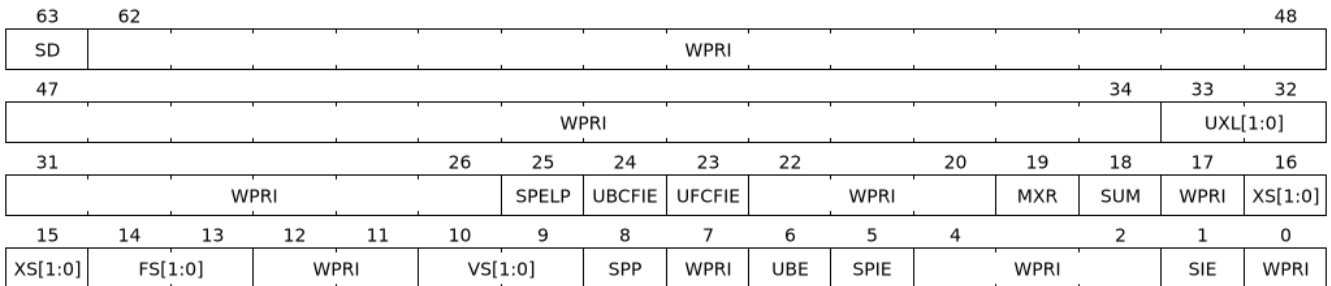 63 62 48
SD WPRI
47 34 33 32
WPRI UXL[1:0]
31 26 25 24 23 22 20 19 18 17 16
WPRI SPELP UBCFIE UFCFIE WPRI MXR SUM WPRI XS[1:0]
15 14 13 12 11 10 9 8 7 6 5 4 2 1 0
XS[1:0] FS[1:0] WPRI VS[1:0] SPP WPRI UBE SPIE WPRI SIE WPRI